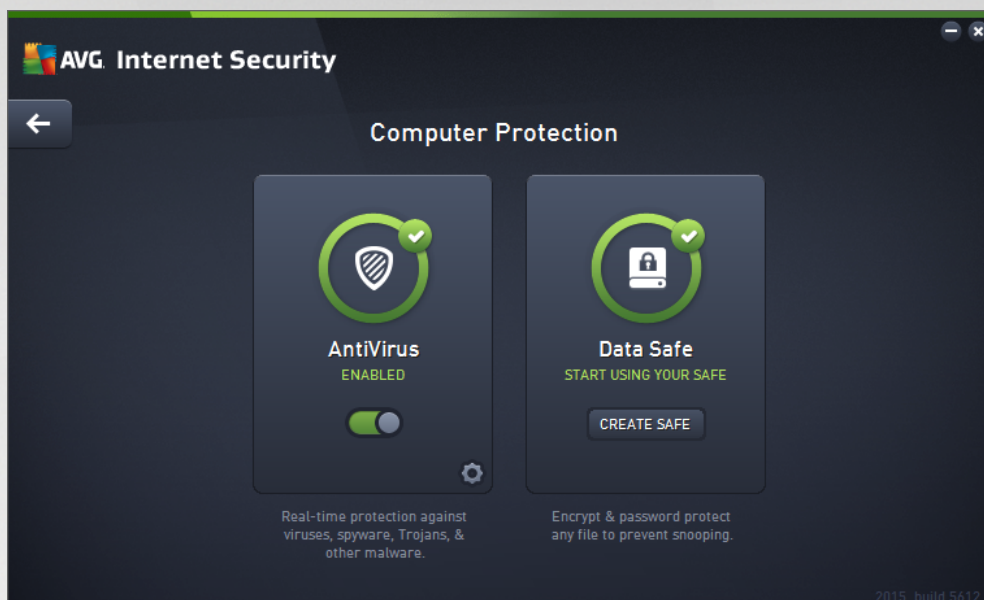 AVG. Internet Security
Computer Protection
AntiVirus
ENABLED
Real-time protection against
viruses, spyware, Trojans, &
other malware.
Data Safe
START USING YOUR SAFE
CREATE SAFE
Encrypt & password protect
any file to prevent snooping.
2015, build 5612